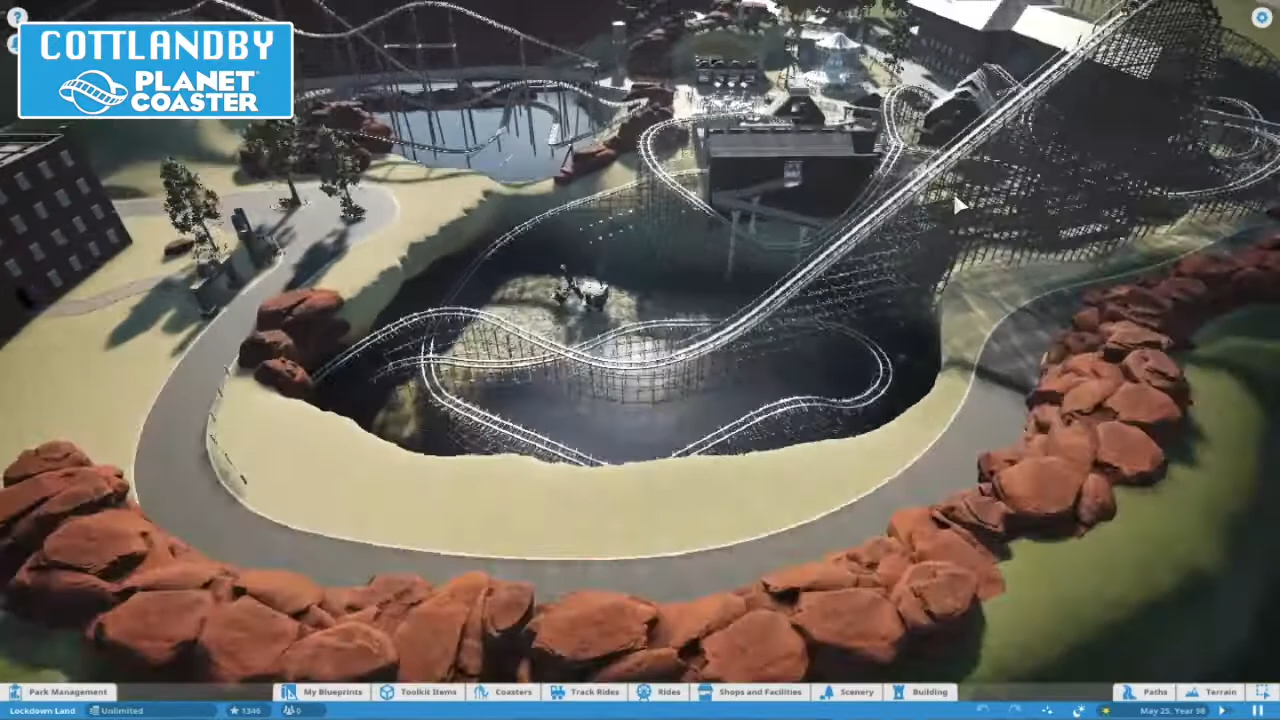 COTTLANDBY
PLANET
COASTER
Park Management
My Blueprints
Toolkit Items
Coasters
Track Rides
Rides
Shops and Facilities
Scenery
Building
Paths
Terrain
Lockdown Land
Unlimited
1346
0
May 25, Year 98